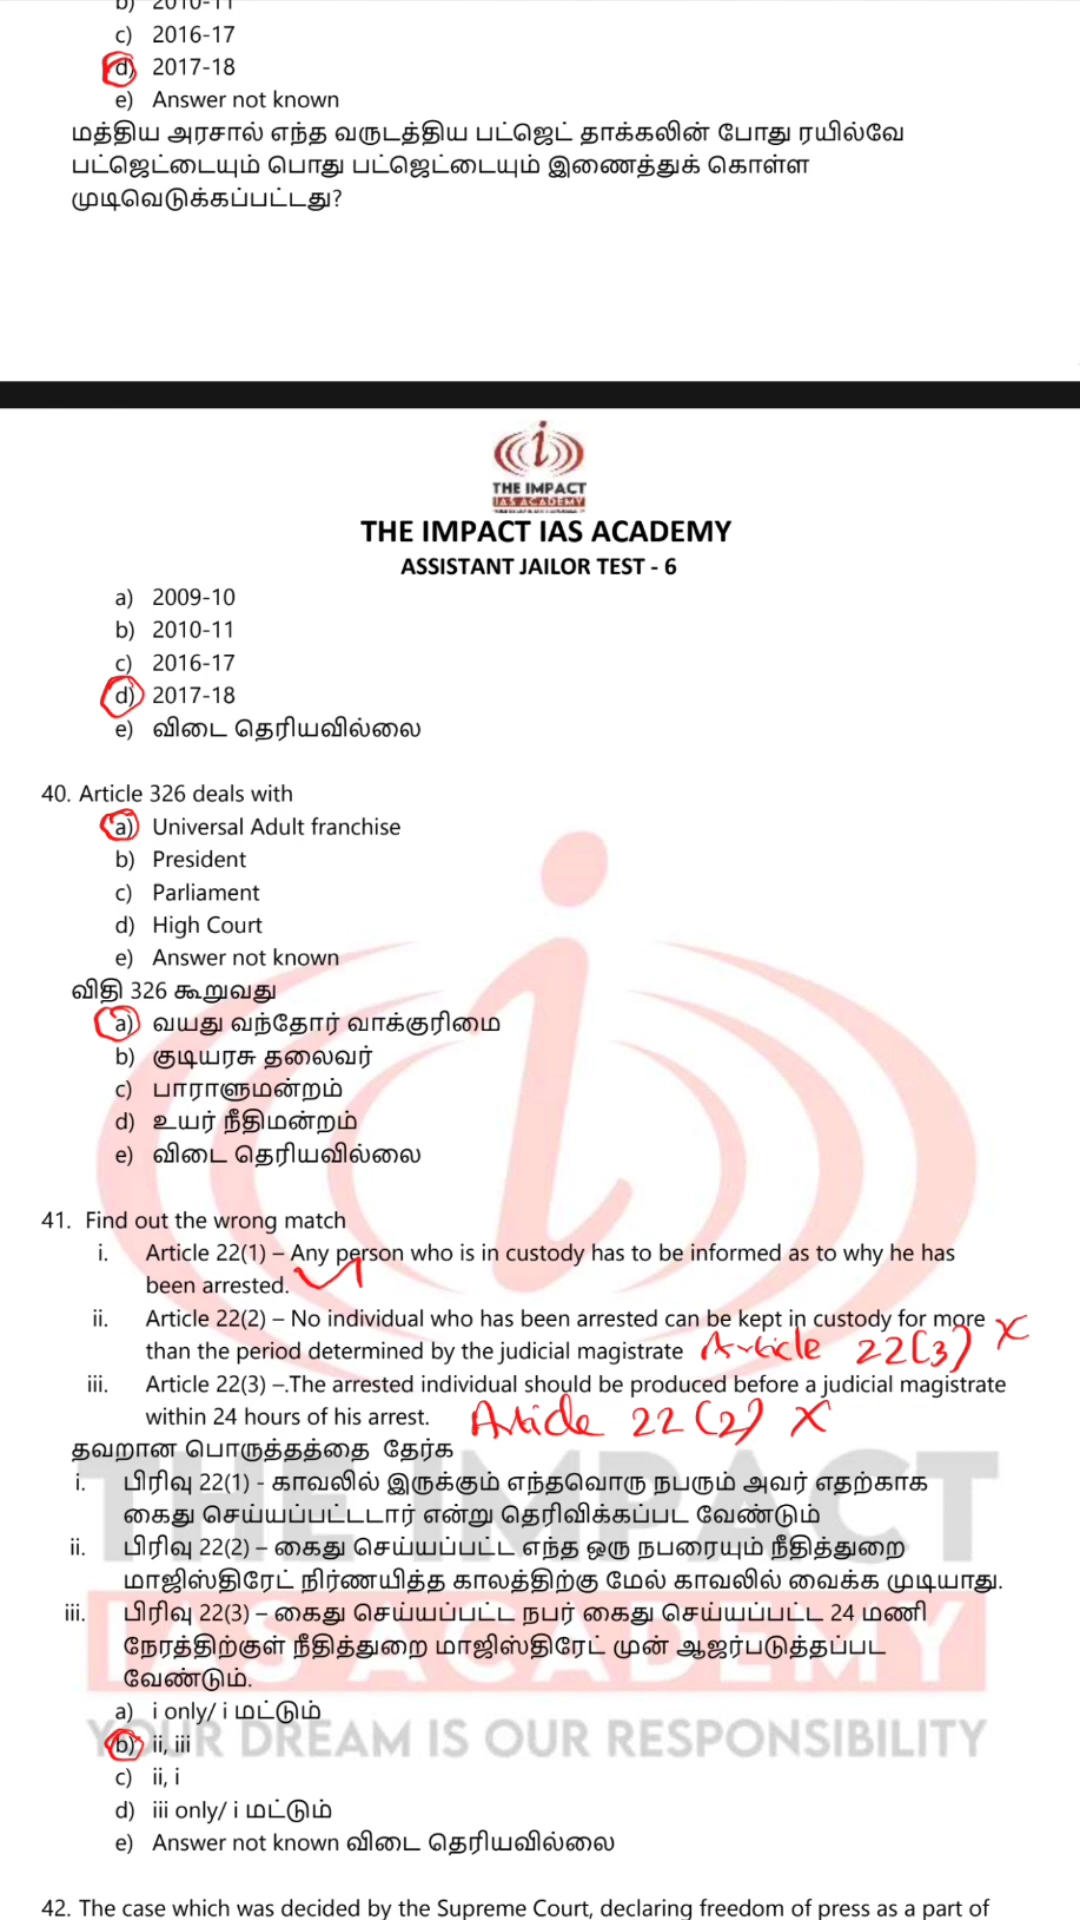 b) 2010-11
c) 2016-17
d) 2017-18
e) Answer not known
மத்திய அரசால் எந்த வருடத்திய பட்ஜெட் தாக்கலின் போது ரயில்வே
பட்ஜெட்டையும் பொது பட்ஜெட்டையும் இணைத்துக் கொள்ள
முடிவெடுக்கப்பட்டது?
i
THE IMPACT
IAS ACADEMY
THE IMPACT IAS ACADEMY
ASSISTANT JAILOR TEST - 6
a) 2009-10
b) 2010-11
c) 2016-17
d) 2017-18
e) விடை தெரியவில்லை
40. Article 326 deals with
a) Universal Adult franchise
b) President
c) Parliament
d) High Court
e) Answer not known
விதி 326 கூறுவது
a) வயது வந்தோர் வாக்குரிமை
b) குடியரசு தலைவர்
c) பாராளுமன்றம்
d) உயர் நீதிமன்றம்
e) விடை தெரியவில்லை
41. Find out the wrong match
i. Article 22(1) – Any person who is in custody has to be informed as to why he has
been arrested.
ii. Article 22(2) – No individual who has been arrested can be kept in custody for more
than the period determined by the judicial magistrate Article 22(3) X
iii. Article 22(3) –.The arrested individual should be produced before a judicial magistrate
within 24 hours of his arrest. Article 22(2) X
தவறான பொருத்தத்தை தேர்க
i. பிரிவு 22(1) - காவலில் இருக்கும் எந்தவொரு நபரும் அவர் எதற்காக
கைது செய்யப்பட்டடார் என்று தெரிவிக்கப்பட வேண்டும்
ii. பிரிவு 22(2) – கைது செய்யப்பட்ட எந்த ஒரு நபரையும் நீதித்துறை
மாஜிஸ்திரேட் நிர்ணயித்த காலத்திற்கு மேல் காவலில் வைக்க முடியாது.
iii. பிரிவு 22(3) – கைது செய்யப்பட்ட நபர் கைது செய்யப்பட்ட 24 மணி
நேரத்திற்குள் நீதித்துறை மாஜிஸ்திரேட் முன் ஆஜர்படுத்தப்பட
வேண்டும்.
a) i only/ i மட்டும்
b) ii, iii
c) ii, i
d) iii only/ i மட்டும்
e) Answer not known விடை தெரியவில்லை
THE IMPACT
IAS ACADEMY
YOUR DREAM IS OUR RESPONSIBILITY
42. The case which was decided by the Supreme Court, declaring freedom of press as a part of